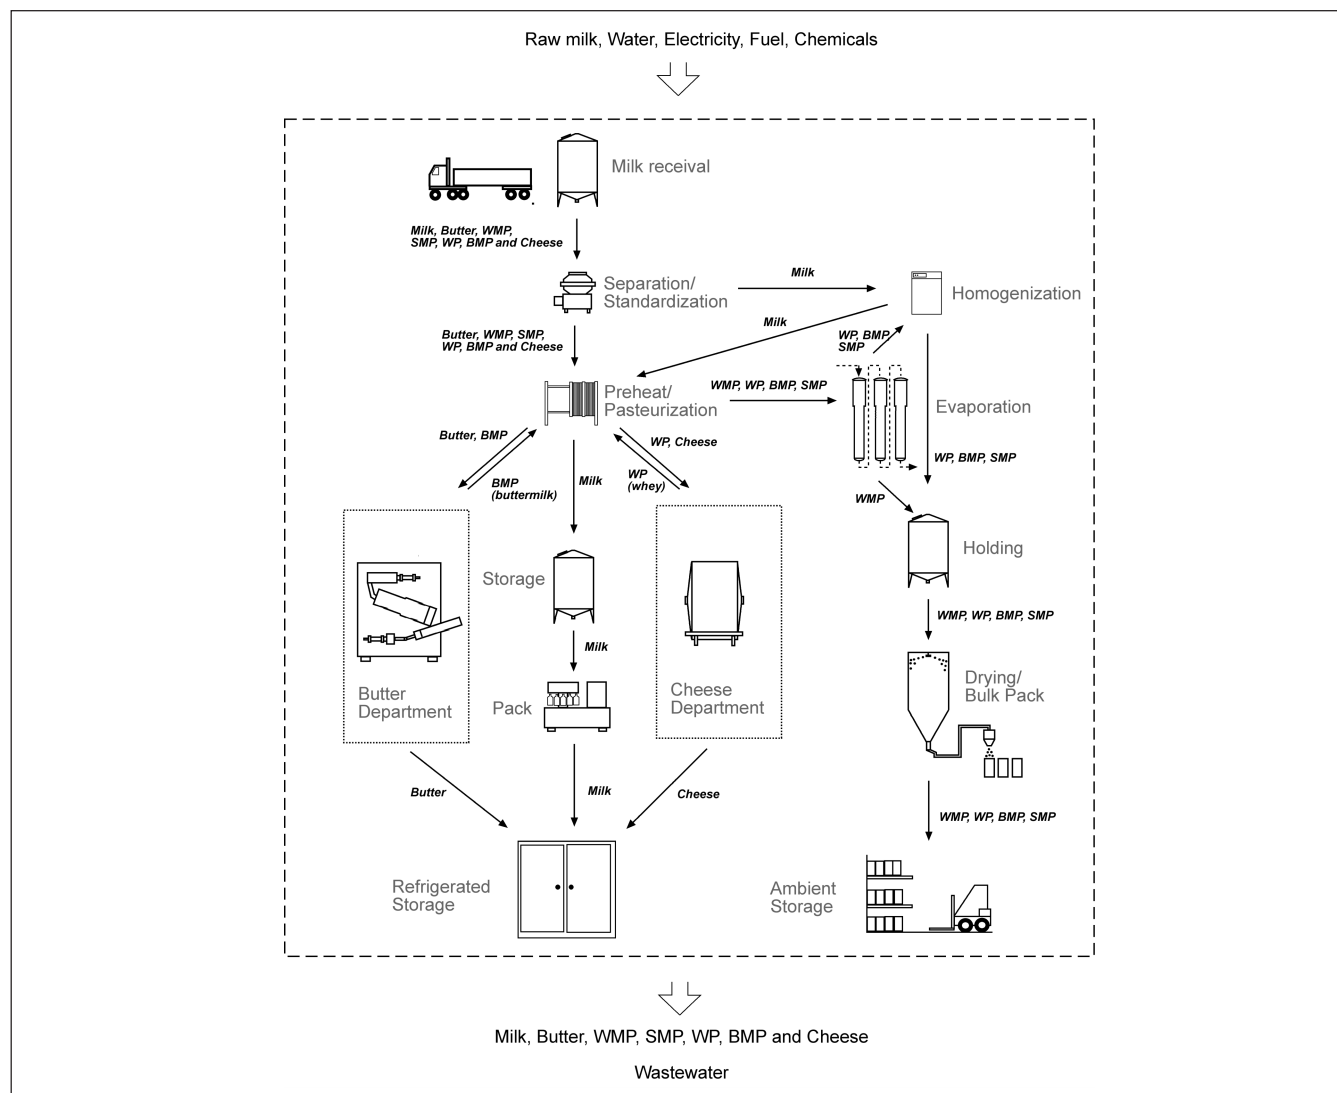 Raw milk, Water, Electricity, Fuel, Chemicals
Milk receival
Milk, Butter, WMP,
SMP, WP, BMP and Cheese
Separation/
Standardization
Milk
Homogenization
Butter, WMP, SMP,
WP, BMP and Cheese
Milk
WP, BMP,
SMP
Preheat/
Pasteurization
WMP, WP, BMP, SMP
Evaporation
Butter, BMP
WP, Cheese
BMP
(buttermilk)
Milk
WP
(whey)
WP, BMP, SMP
WMP
Storage
Holding
Milk
WMP, WP, BMP, SMP
Butter
Department
Pack
Cheese
Department
Drying/
Bulk Pack
Butter
Milk
Cheese
WMP, WP, BMP, SMP
Refrigerated
Storage
Ambient
Storage
Milk, Butter, WMP, SMP, WP, BMP and Cheese
Wastewater